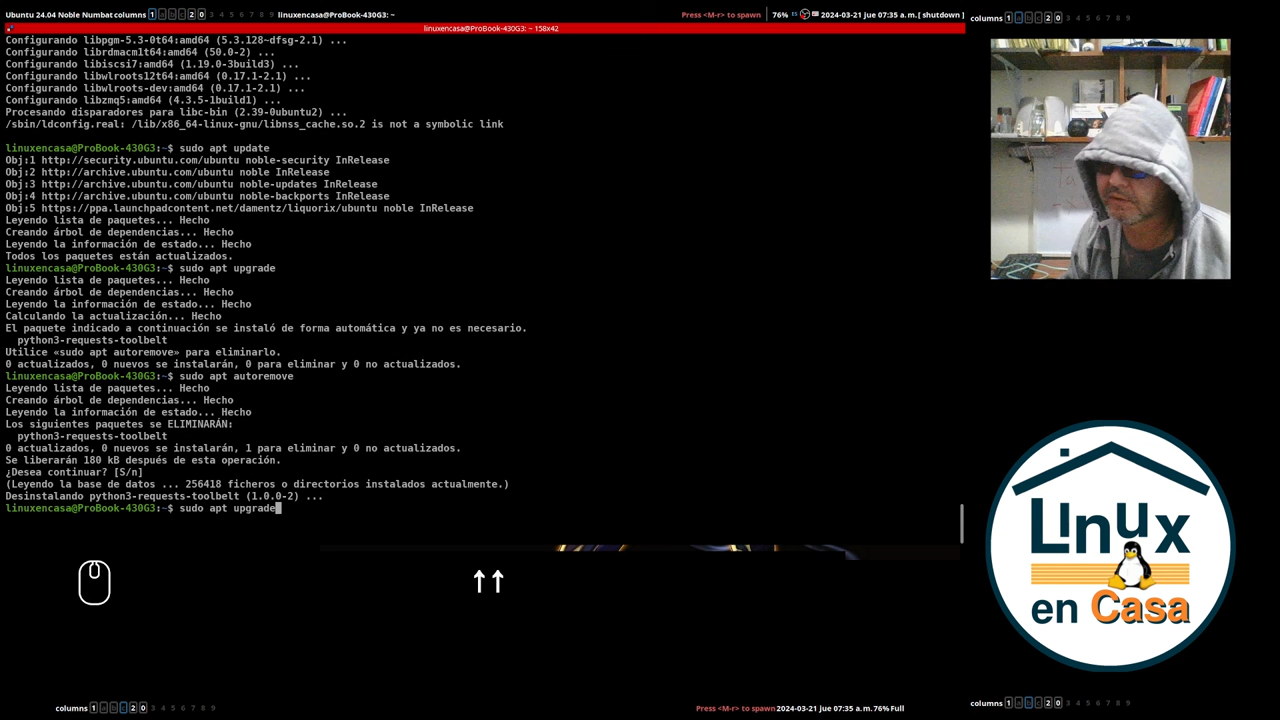 Ubuntu 24.04 Noble Numbat columns 1 a b c 2 0 3 4 5 6 7 8 9 linuxencasa@ProBook-430G3: ~ Press <M-r> to spawn 76% ES 2024-03-21 jue 07:35 a.m.[ shutdown ] columns 1 a b c 2 0 3 4 5 6 7 8 9
linuxencasa@ProBook-430G3: ~ 158x42
Configurando libpgm-5.3-0t64:amd64 (5.3.128~dfsg-2.1) ...
Configurando librdmacm1t64:amd64 (50.0-2) ...
Configurando libiscsi7:amd64 (1.19.0-3build3) ...
Configurando libwlroots12t64:amd64 (0.17.1-2.1) ...
Configurando libwlroots-dev:amd64 (0.17.1-2.1) ...
Configurando libzmq5:amd64 (4.3.5-1build1) ...
Procesando disparadores para libc-bin (2.39-0ubuntu2) ...
/sbin/ldconfig.real: /lib/x86_64-linux-gnu/libnss_cache.so.2 is not a symbolic link
linuxencasa@ProBook-430G3:~$ sudo apt update
Obj:1 http://security.ubuntu.com/ubuntu noble-security InRelease
Obj:2 http://archive.ubuntu.com/ubuntu noble InRelease
Obj:3 http://archive.ubuntu.com/ubuntu noble-updates InRelease
Obj:4 http://archive.ubuntu.com/ubuntu noble-backports InRelease
Obj:5 https://ppa.launchpadcontent.net/damentz/liquorix/ubuntu noble InRelease
Leyendo lista de paquetes... Hecho
Creando árbol de dependencias... Hecho
Leyendo la información de estado... Hecho
Todos los paquetes están actualizados.
linuxencasa@ProBook-430G3:~$ sudo apt upgrade
Leyendo lista de paquetes... Hecho
Creando árbol de dependencias... Hecho
Leyendo la información de estado... Hecho
Calculando la actualización... Hecho
El paquete indicado a continuación se instaló de forma automática y ya no es necesario.
python3-requests-toolbelt
Utilice «sudo apt autoremove» para eliminarlo.
0 actualizados, 0 nuevos se instalarán, 0 para eliminar y 0 no actualizados.
linuxencasa@ProBook-430G3:~$ sudo apt autoremove
Leyendo lista de paquetes... Hecho
Creando árbol de dependencias... Hecho
Leyendo la información de estado... Hecho
Los siguientes paquetes se ELIMINARÁN:
python3-requests-toolbelt
0 actualizados, 0 nuevos se instalarán, 1 para eliminar y 0 no actualizados.
Se liberarán 180 kB después de esta operación.
¿Desea continuar? [S/n]
(Leyendo la base de datos ... 256418 ficheros o directorios instalados actualmente.)
Desinstalando python3-requests-toolbelt (1.0.0-2) ...
linuxencasa@ProBook-430G3:~$ sudo apt upgrade
↑↑
Linux
en Casa
columns 1 a b c 2 0 3 4 5 6 7 8 9 Press <M-r> to spawn 2024-03-21 jue 07:35 a.m. 76% Full
columns 1 a b c 2 0 3 4 5 6 7 8 9